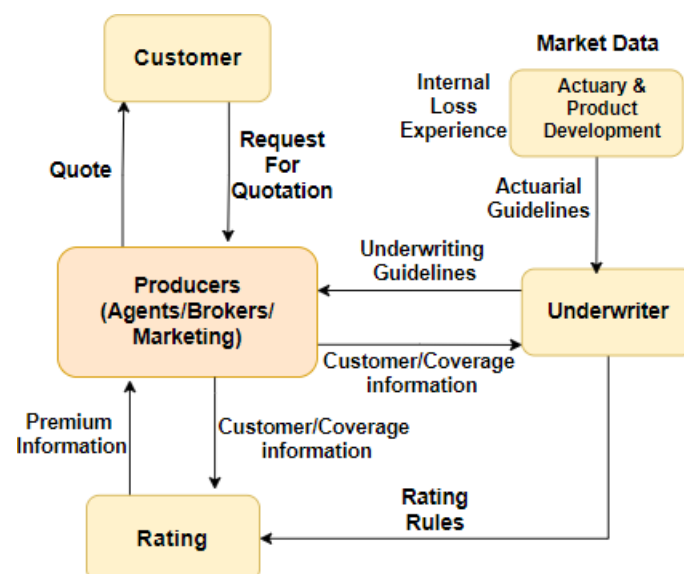 Customer
Market Data
Internal
Loss
Experience
Actuary &
Product
Development
Request
For
Quotation
Quote
Actuarial
Guidelines
Underwriting
Guidelines
Producers
(Agents/Brokers/
Marketing)
Underwriter
Customer/Coverage
information
Premium
Information
Customer/Coverage
information
Rating
Rules
Rating